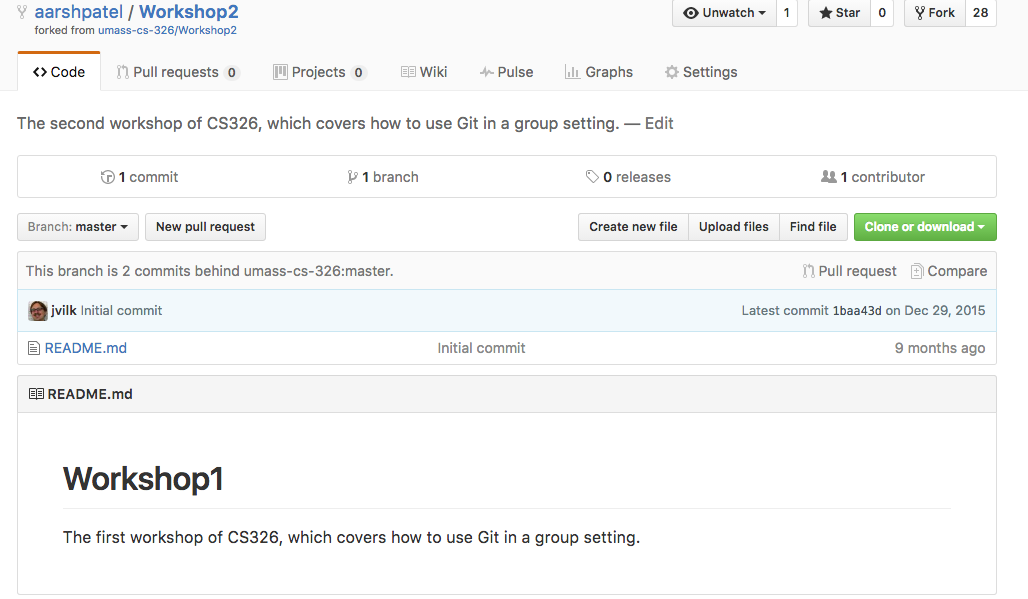 aarshpatel / Workshop2 Unwatch 1 Star 0 Fork 28
forked from umass-cs-326/Workshop2
Code Pull requests 0 Projects 0 Wiki Pulse Graphs Settings
The second workshop of CS326, which covers how to use Git in a group setting. — Edit
1 commit 1 branch 0 releases 1 contributor
Branch: master New pull request Create new file Upload files Find file Clone or download
This branch is 2 commits behind umass-cs-326:master. Pull request Compare
jvilk Initial commit Latest commit 1baa43d on Dec 29, 2015
README.md Initial commit 9 months ago
README.md
Workshop1
The first workshop of CS326, which covers how to use Git in a group setting.